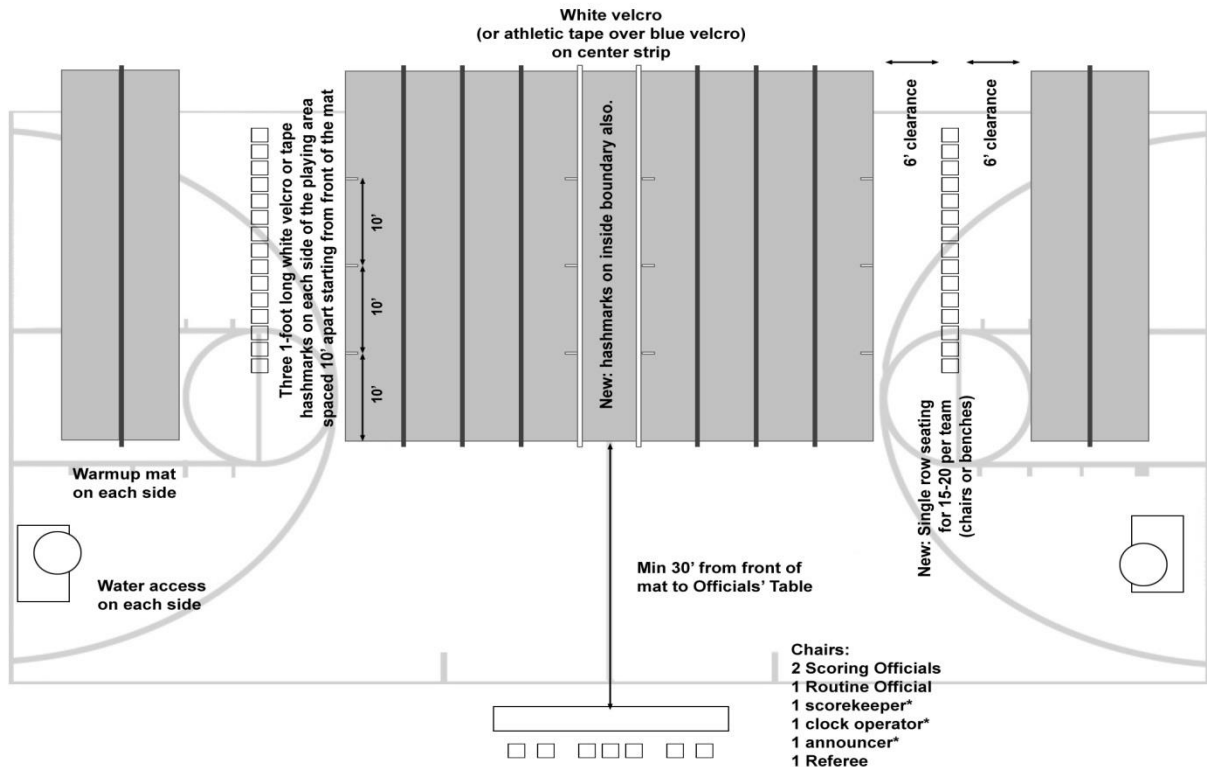 White velcro
(or athletic tape over blue velcro)
on center strip
Three 1-foot long white velcro or tape
hashmarks on each side of the playing area
spaced 10' apart starting from front of the mat
10'
10'
10'
New: hashmarks on inside boundary also.
6' clearance
6' clearance
New: Single row seating
for 15-20 per team
(chairs or benches)
Warmup mat
on each side
Water access
on each side
Min 30' from front of
mat to Officials' Table
Chairs:
2 Scoring Officials
1 Routine Official
1 scorekeeper*
1 clock operator*
1 announcer*
1 Referee